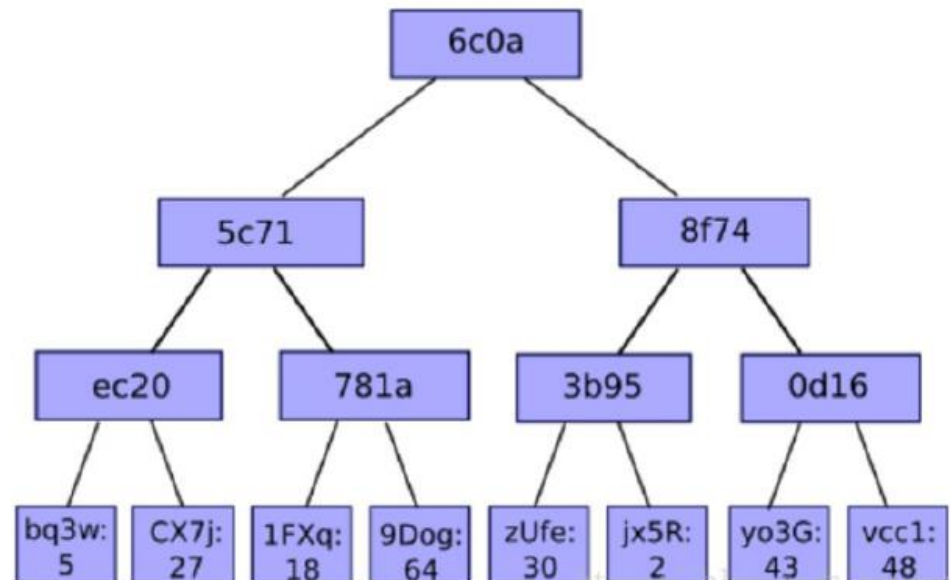 6c0a
5c71
8f74
ec20
781a
3b95
0d16
bq3w:
5
CX7j:
27
1FXq:
18
9Dog:
64
zUfe:
30
jx5R:
2
yo3G:
43
vcc1:
48